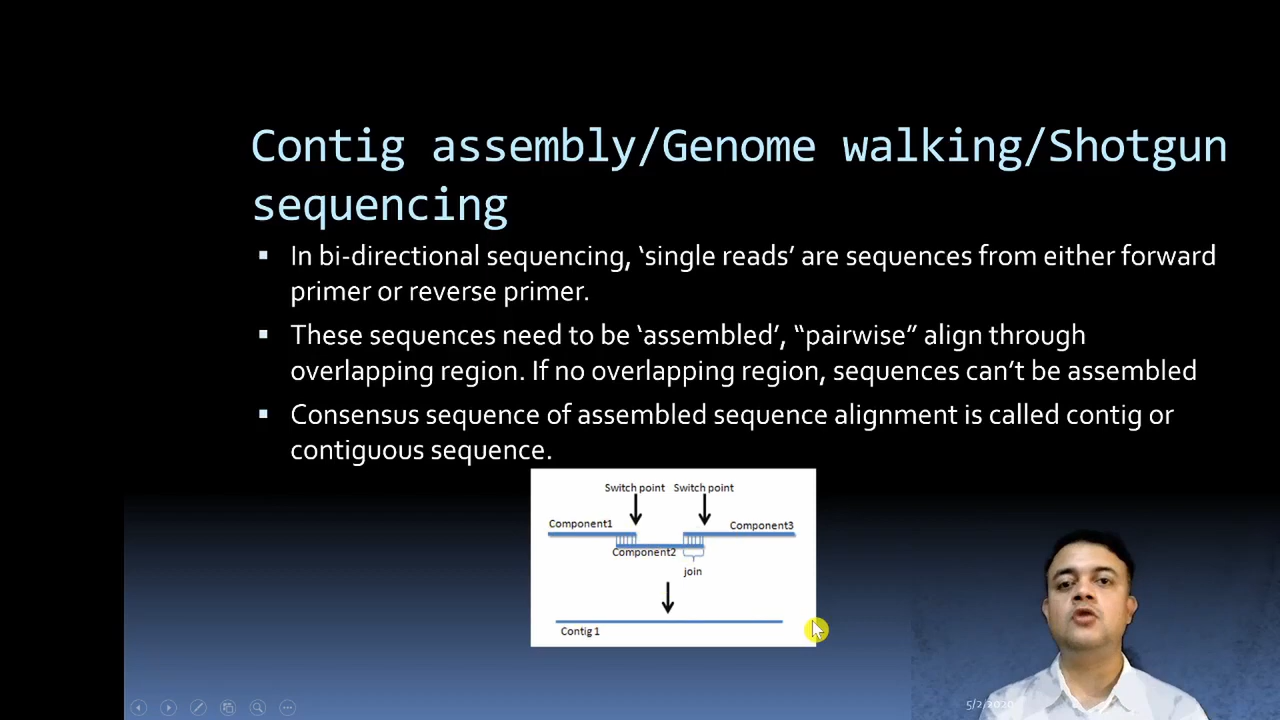 Contig assembly/Genome walking/Shotgun
sequencing
▪ In bi-directional sequencing, ‘single reads’ are sequences from either forward
primer or reverse primer.
▪ These sequences need to be ‘assembled’, “pairwise” align through
overlapping region. If no overlapping region, sequences can’t be assembled
▪ Consensus sequence of assembled sequence alignment is called contig or
contiguous sequence.
Switch point Switch point
Component1 Component3
Component2
join
Contig 1
5/2/2020